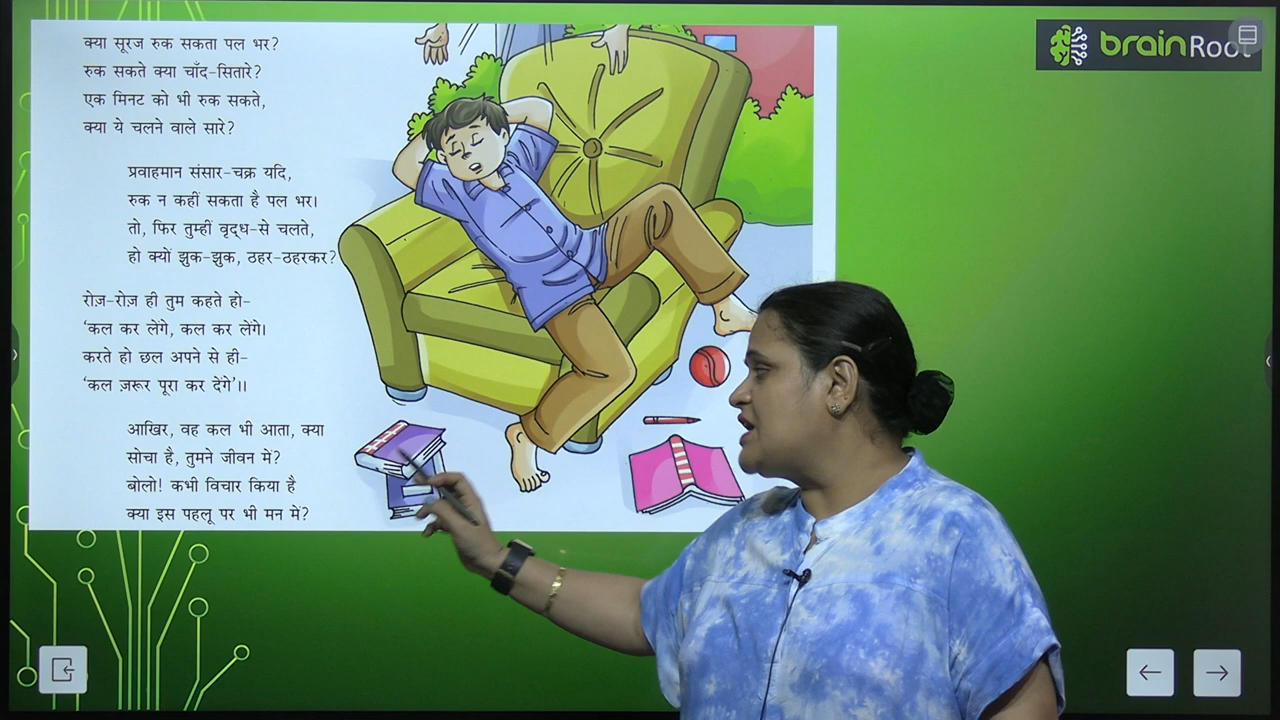 क्या सूरज रुक सकता पल भर?
रुक सकते क्या चाँद-सितारे?
एक मिनट को भी रुक सकते,
क्या ये चलने वाले सारे?
प्रवाहमान संसार-चक्र यदि,
रुक न कहीं सकता है पल भर।
तो, फिर तुम्हीं वृद्ध-से चलते,
हो क्यों झुक-झुक, ठहर-ठहरकर?
रोज़-रोज़ ही तुम कहते हो-
'कल कर लेंगे, कल कर लेंगे।
करते हो छल अपने से ही-
'कल ज़रूर पूरा कर देंगे'।।
आखिर, वह कल भी आता, क्या
सोचा है, तुमने जीवन में?
बोलो! कभी विचार किया है
क्या इस पहलू पर भी मन में?
brainRoot